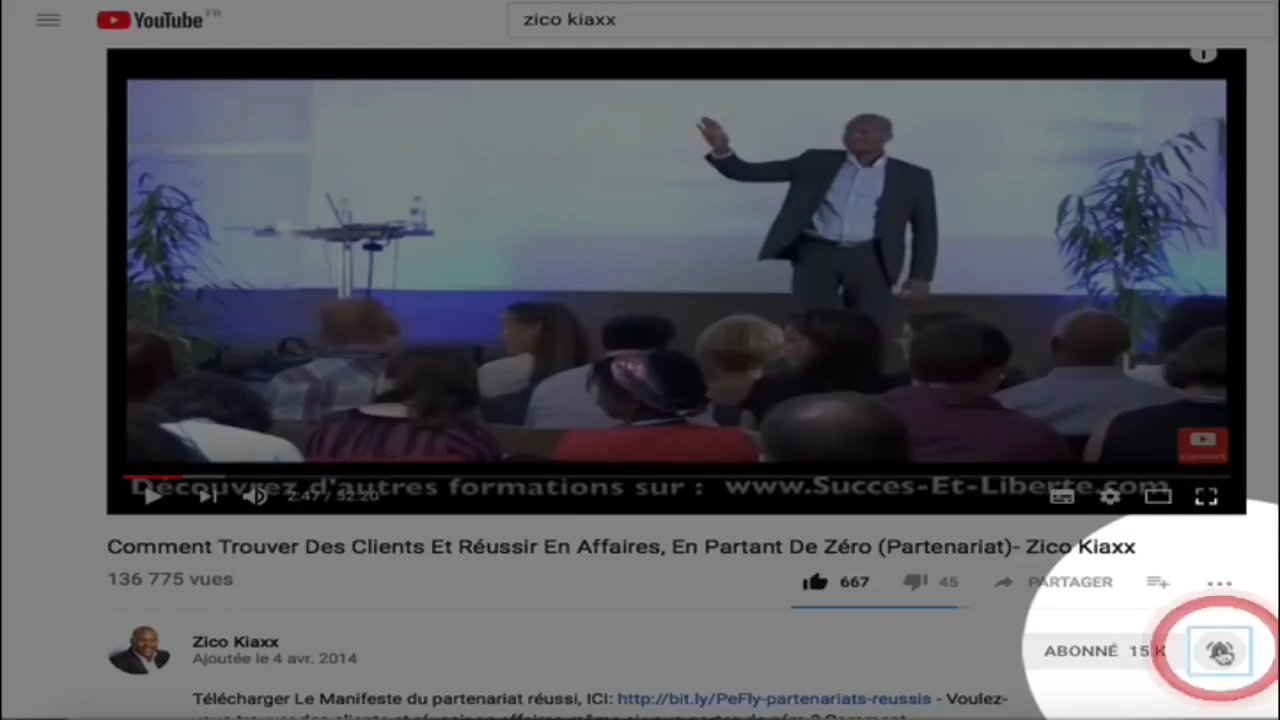 YouTube FR
zico kiaxx
Découvrez d'autres formations sur : www.Succes-Et-Liberte.com
2:47 / 52:20
Comment Trouver Des Clients Et Réussir En Affaires, En Partant De Zéro (Partenariat)- Zico Kiaxx
136 775 vues
667 45 PARTAGER
Zico Kiaxx
Ajoutée le 4 avr. 2014
ABONNÉ 15 K
Télécharger Le Manifeste du partenariat réussi, ICI: http://bit.ly/PeFly-partenariats-reussis - Voulez-